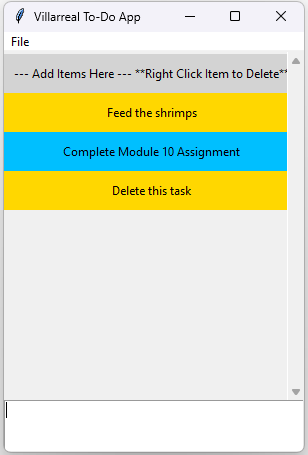 Villarreal To-Do App
File
--- Add Items Here --- **Right Click Item to Delete**
Feed the shrimps
Complete Module 10 Assignment
Delete this task